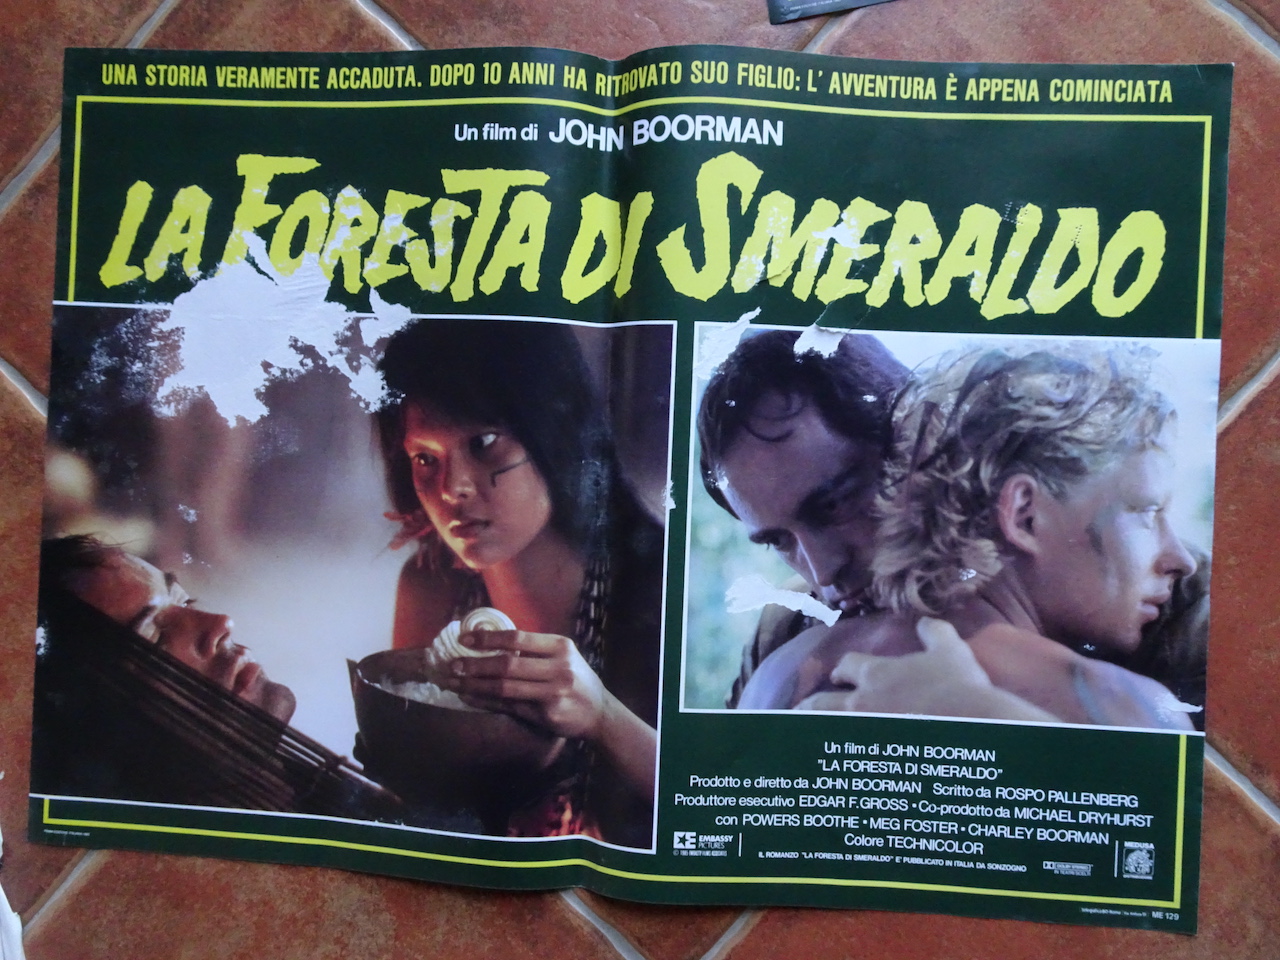 UNA STORIA VERAMENTE ACCADUTA. DOPO 10 ANNI HA RITROVATO SUO FIGLIO: L' AVVENTURA È APPENA COMINCIATA
Un film di JOHN BOORMAN
LA FORESTA DI SMERALDO
Un film di JOHN BOORMAN
"LA FORESTA DI SMERALDO"
Prodotto e diretto da JOHN BOORMAN Scritto da ROSPO PALLENBERG
Produttore esecutivo EDGAR F. GROSS • Co-prodotto da MICHAEL DRYHURST
con POWERS BOOTHE • MEG FOSTER • CHARLEY BOORMAN
Colore TECHNICOLOR
EMBASSY
PICTURES
IL ROMANZO "LA FORESTA DI SMERALDO" E' PUBBLICATO IN ITALIA DA SONZOGNO
DOLBY STEREO
MEDUSA
ME 129